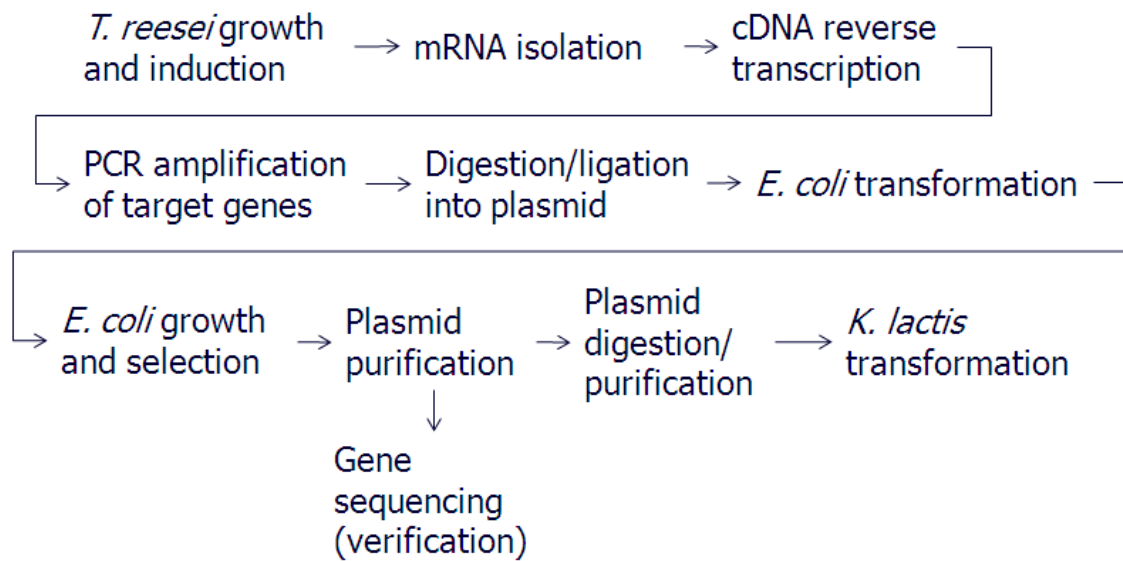 T. reesei growth
and induction
mRNA isolation
cDNA reverse
transcription
PCR amplification
of target genes
Digestion/ligation
into plasmid
E. coli transformation
E. coli growth
and selection
Plasmid
purification
Plasmid
digestion/
purification
K. lactis
transformation
Gene
sequencing
(verification)